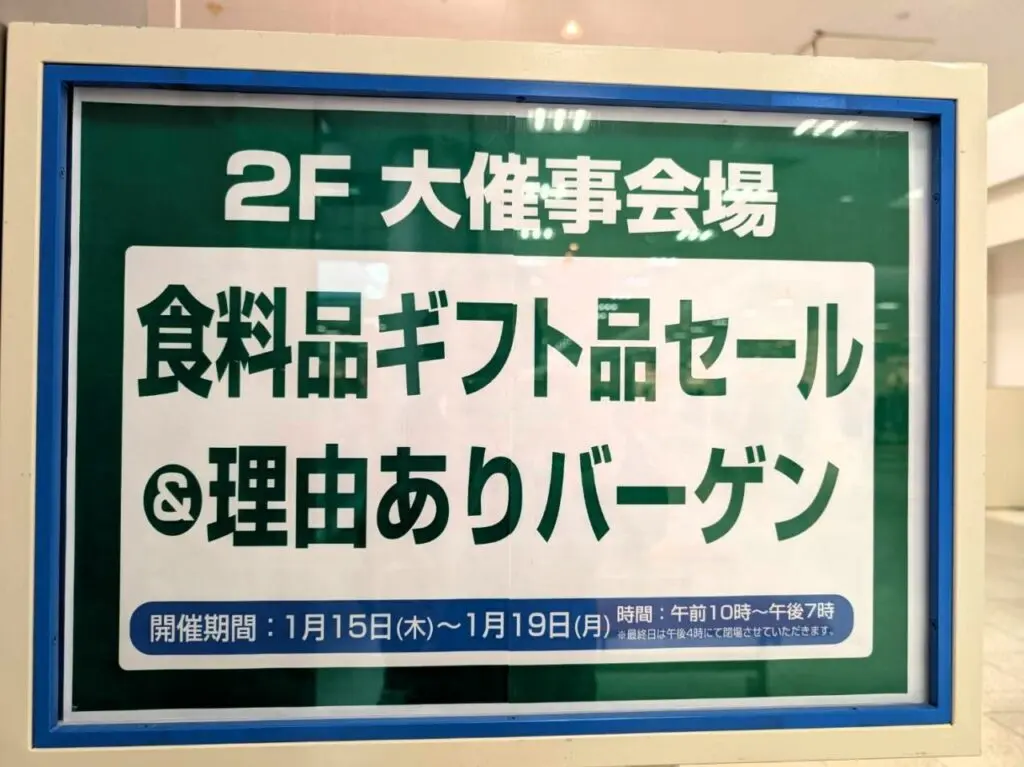 2F 大催事会場
食料品ギフト品セール
&理由ありバーゲン
開催期間：1月15日(木)～1月19日(月)
時間：午前10時～午後7時
※最終日は午後4時にて閉場させていただきます。